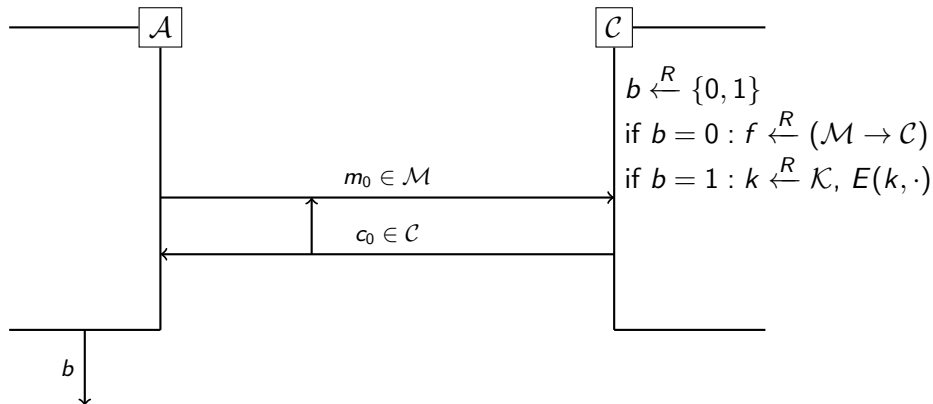 𝒜
𝒞
b ←ᴿ {0, 1}
if b = 0 : f ←ᴿ (ℳ → 𝒞)
if b = 1 : k ←ᴿ 𝒦, E(k, ·)
m₀ ∈ ℳ
c₀ ∈ 𝒞
b